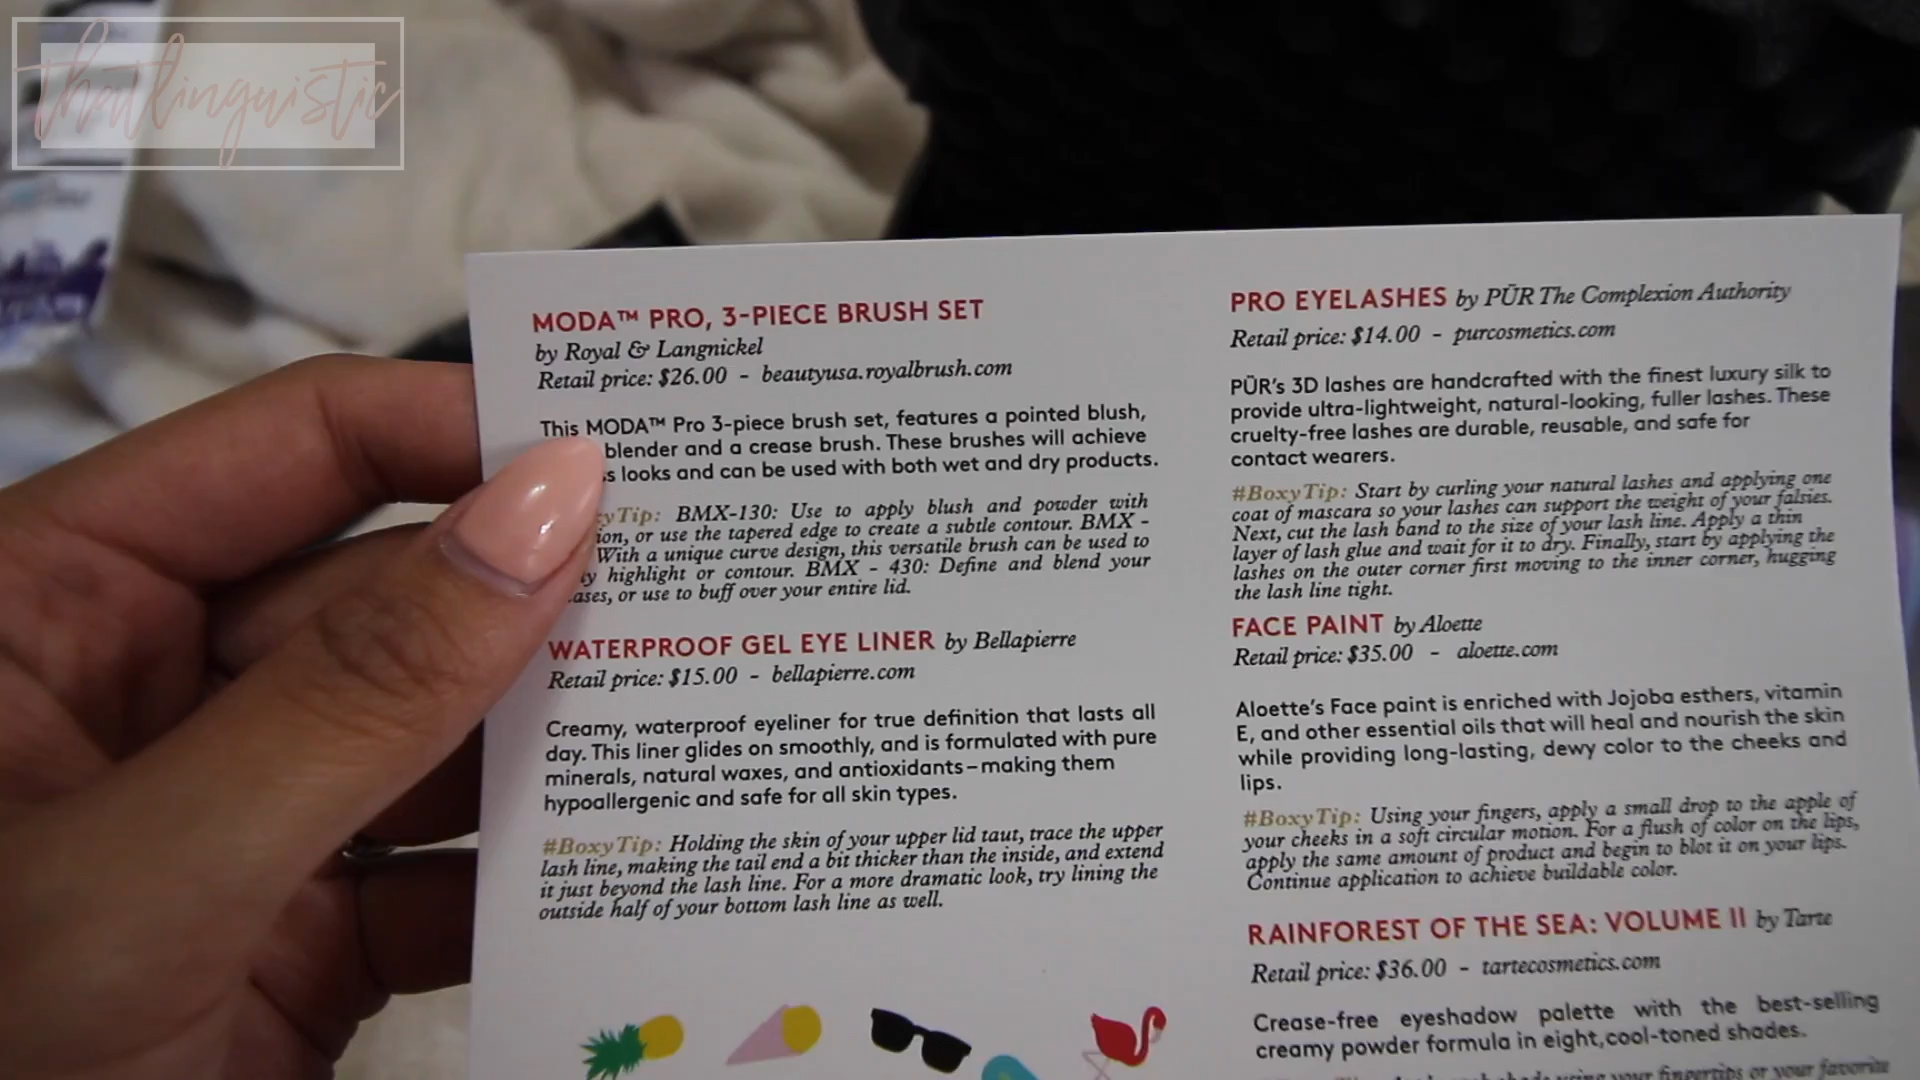 thatlinguistic
MODA™ PRO, 3-PIECE BRUSH SET
by Royal & Langnickel
Retail price: $26.00 - beautyusa.royalbrush.com
This MODA™ Pro 3-piece brush set, features a pointed blush,
blender and a crease brush. These brushes will achieve
looks and can be used with both wet and dry products.
BMX-130: Use to apply blush and powder with
or use the tapered edge to create a subtle contour. BMX -
With a unique curve design, this versatile brush can be used to
highlight or contour. BMX - 430: Define and blend your
or use to buff over your entire lid.
WATERPROOF GEL EYE LINER by Bellapierre
Retail price: $15.00 - bellapierre.com
Creamy, waterproof eyeliner for true definition that lasts all
day. This liner glides on smoothly, and is formulated with pure
minerals, natural waxes, and antioxidants – making them
hypoallergenic and safe for all skin types.
#BoxyTip: Holding the skin of your upper lid taut, trace the upper
lash line, making the tail end a bit thicker than the inside, and extend
it just beyond the lash line. For a more dramatic look, try lining the
outside half of your bottom lash line as well.
PRO EYELASHES by PÜR The Complexion Authority
Retail price: $14.00 - purcosmetics.com
PÜR's 3D lashes are handcrafted with the finest luxury silk to
provide ultra-lightweight, natural-looking, fuller lashes. These
cruelty-free lashes are durable, reusable, and safe for
contact wearers.
#BoxyTip: Start by curling your natural lashes and applying one
coat of mascara so your lashes can support the weight of your falsies.
Next, cut the lash band to the size of your lash line. Apply a thin
layer of lash glue and wait for it to dry. Finally, start by applying the
lashes on the outer corner first moving to the inner corner, hugging
the lash line tight.
FACE PAINT by Aloette
Retail price: $35.00 - aloette.com
Aloette's Face paint is enriched with Jojoba esthers, vitamin
E, and other essential oils that will heal and nourish the skin
while providing long-lasting, dewy color to the cheeks and
lips.
#BoxyTip: Using your fingers, apply a small drop to the apple of
your cheeks in a soft circular motion. For a flush of color on the lips,
apply the same amount of product and begin to blot it on your lips.
Continue application to achieve buildable color.
RAINFOREST OF THE SEA: VOLUME II by Tarte
Retail price: $36.00 - tartecosmetics.com
Crease-free eyeshadow palette with the best-selling
creamy powder formula in eight,cool-toned shades.
using your fingertips or your favorite